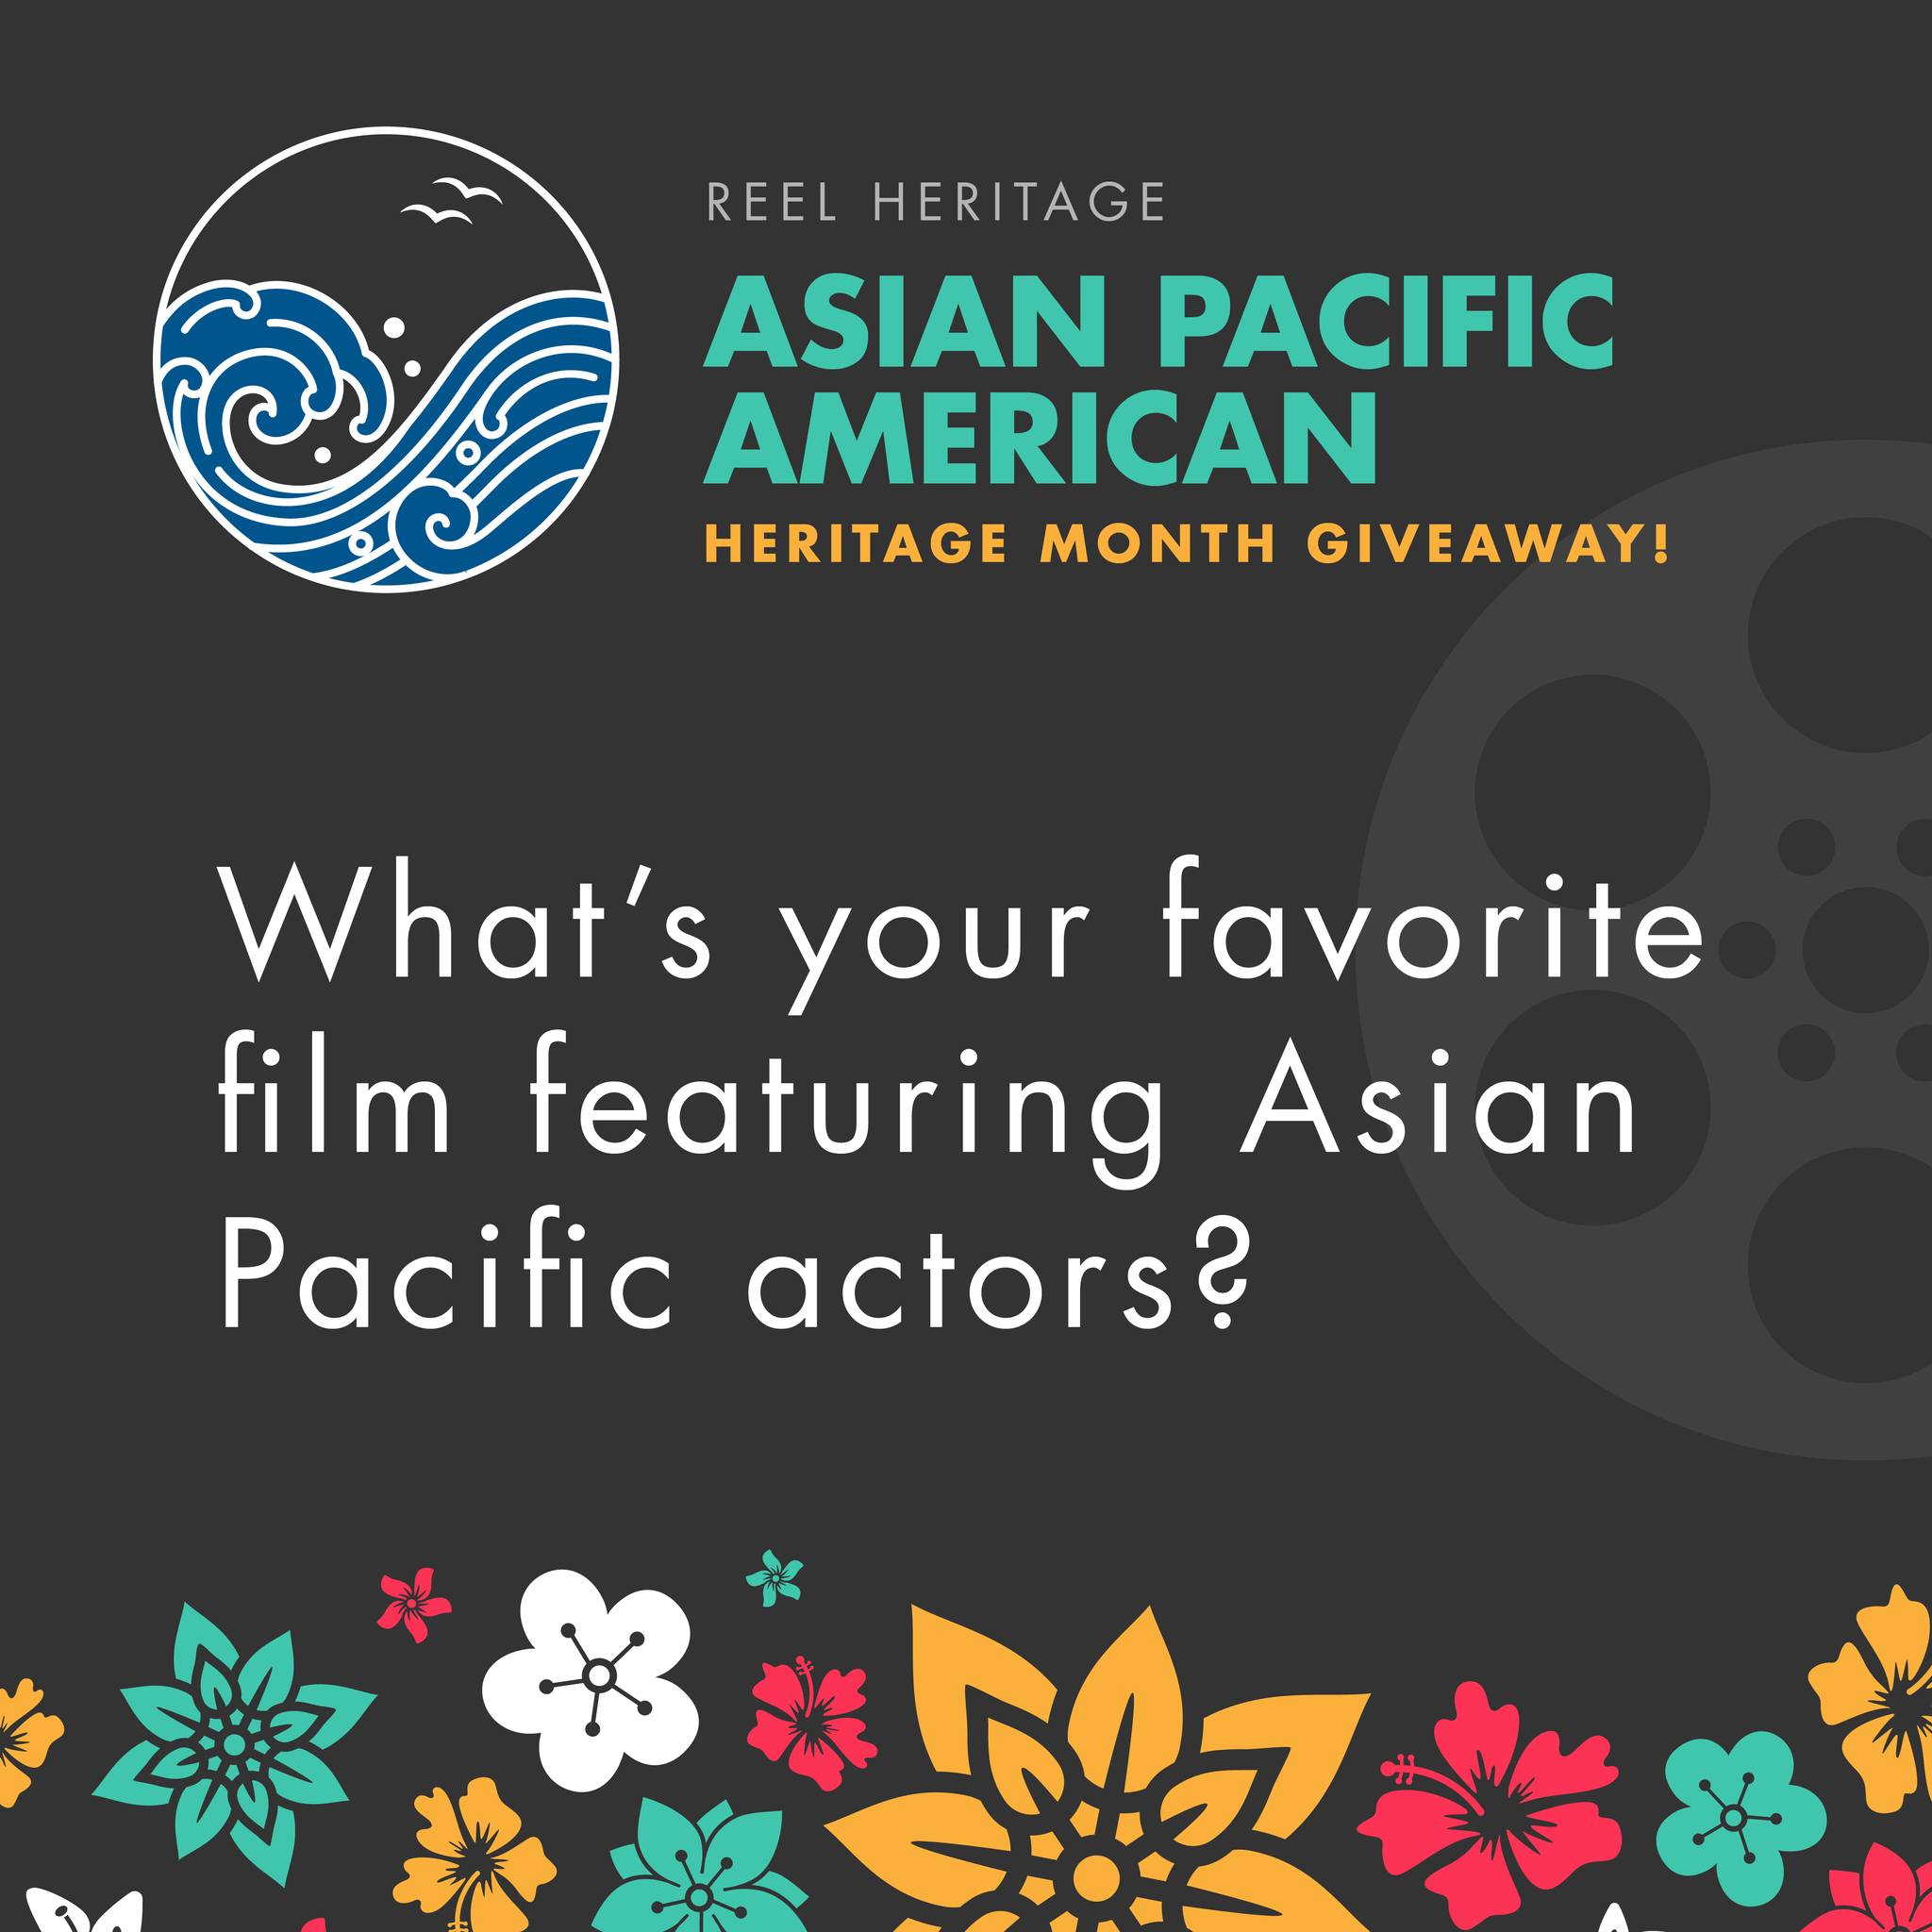 REEL HERITAGE
ASIAN PACIFIC
AMERICAN
HERITAGE MONTH GIVEAWAY!
What's your favorite
film featuring Asian
Pacific actors?